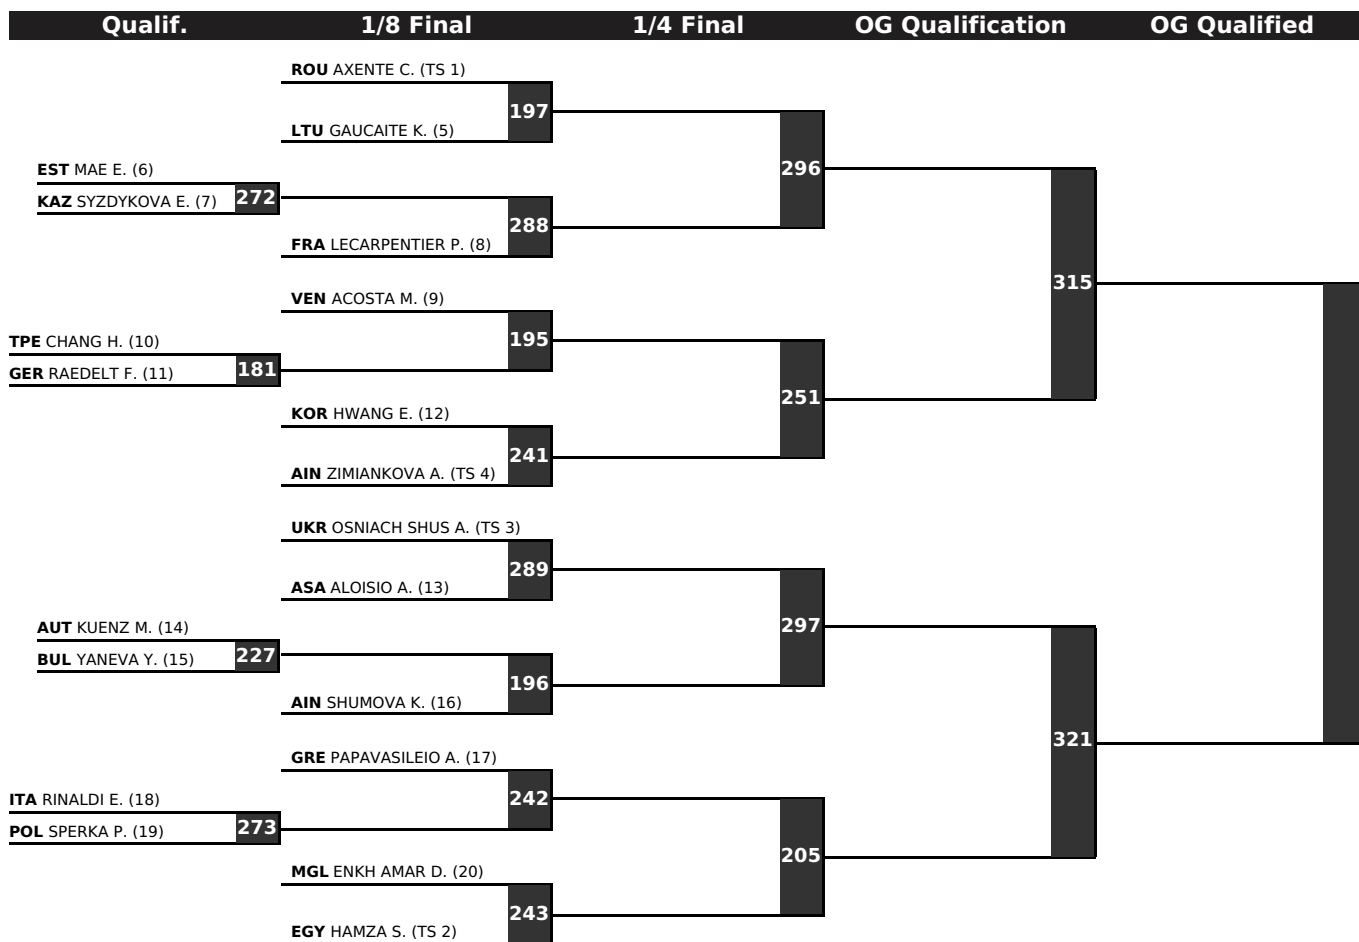 Qualif. 1/8 Final 1/4 Final OG Qualification OG Qualified
ROU AXENTE C. (TS 1)
197
LTU GAUCAITE K. (5)
EST MAE E. (6)
296
KAZ SYZDYKOVA E. (7) 272
288
FRA LECARPENTIER P. (8)
315
VEN ACOSTA M. (9)
195
TPE CHANG H. (10)
GER RAEDELT F. (11) 181
251
KOR HWANG E. (12)
241
AIN ZIMIANKOVA A. (TS 4)
UKR OSNIACH SHUS A. (TS 3)
289
ASA ALOISIO A. (13)
297
AUT KUENZ M. (14)
BUL YANEVA Y. (15) 227
196
AIN SHUMOVA K. (16)
321
GRE PAPAVASILEIO A. (17)
242
ITA RINALDI E. (18)
POL SPERKA P. (19) 273
205
MGL ENKH AMAR D. (20)
243
EGY HAMZA S. (TS 2)